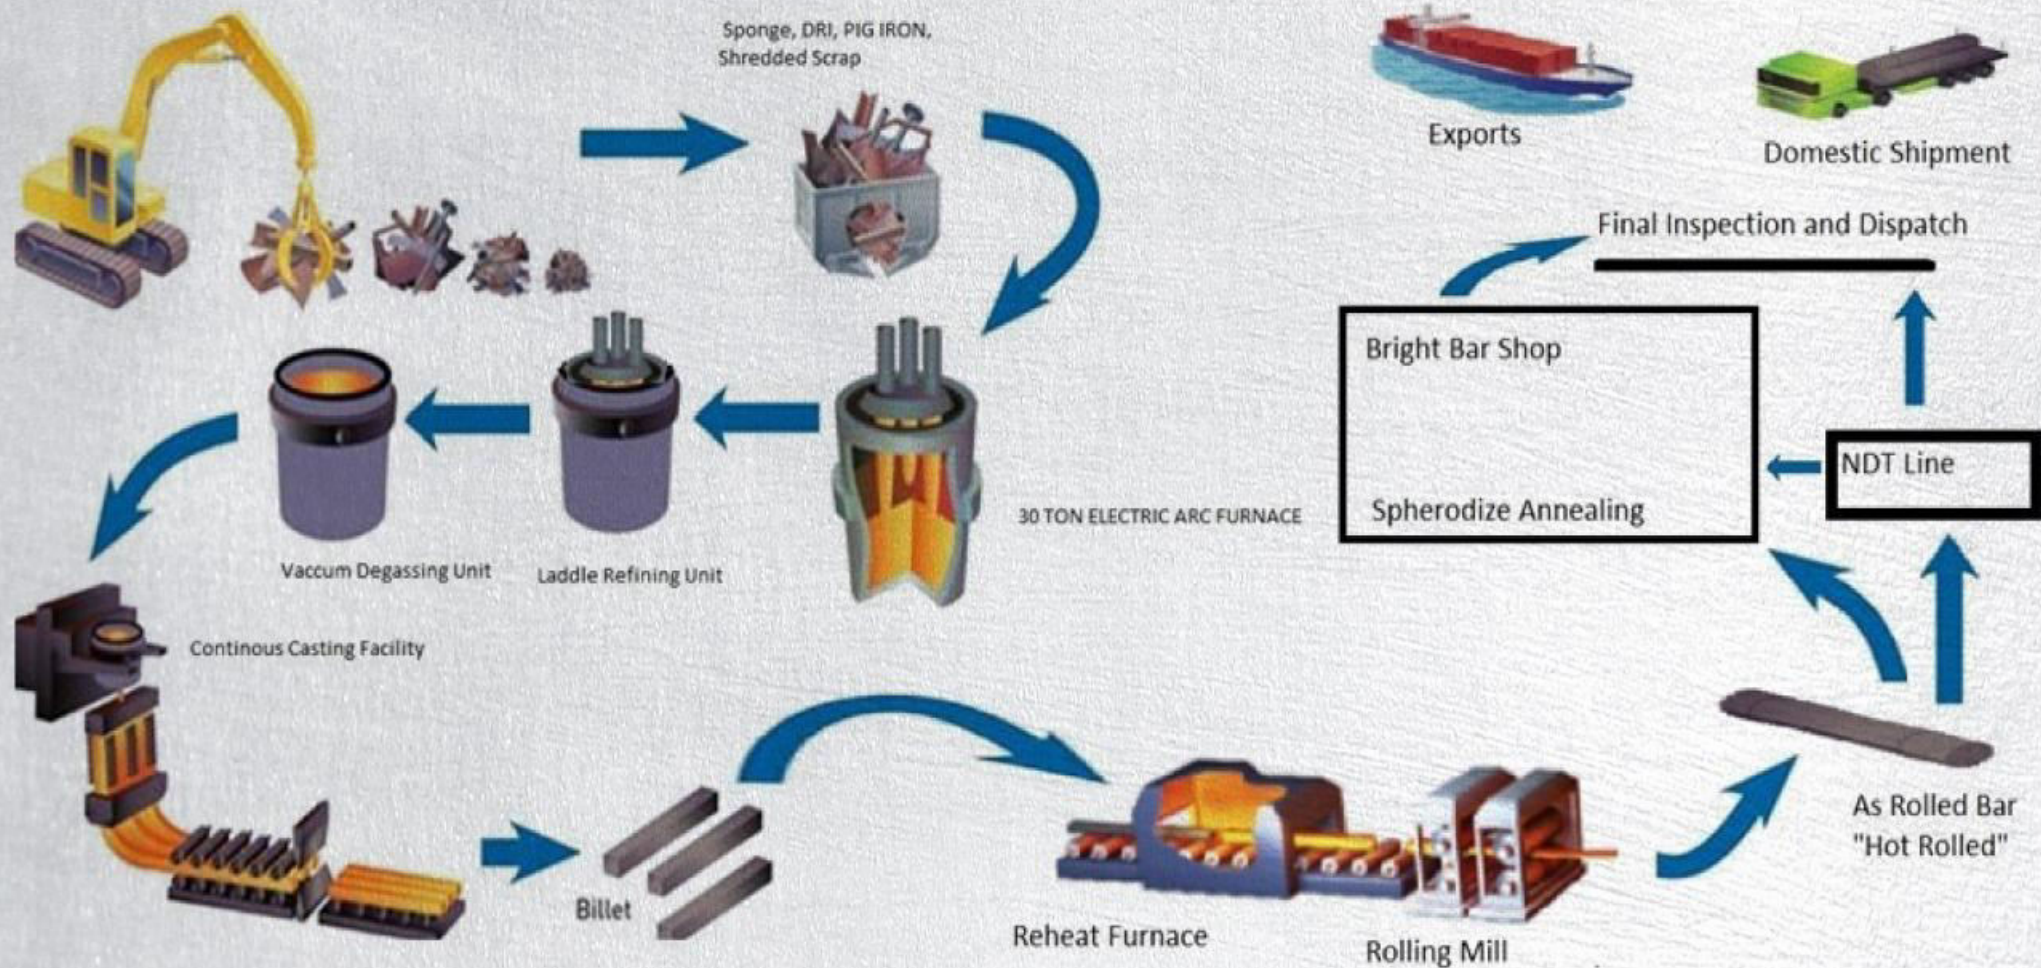 Sponge, DRI, PIG IRON,
Shredded Scrap
Exports
Domestic Shipment
Final Inspection and Dispatch
Bright Bar Shop
NDT Line
Spherodize Annealing
30 TON ELECTRIC ARC FURNACE
Laddle Refining Unit
Vaccum Degassing Unit
Continous Casting Facility
Billet
Reheat Furnace
Rolling Mill
As Rolled Bar
"Hot Rolled"